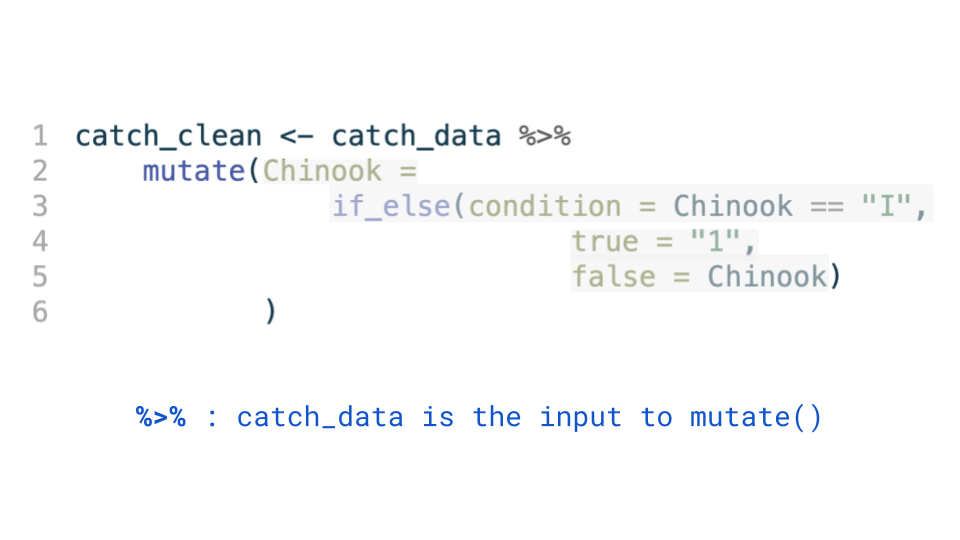 1 catch_clean <- catch_data %>%
2 mutate(Chinook =
3 if_else(condition = Chinook == "I",
4 true = "1",
5 false = Chinook)
6 )
%>% : catch_data is the input to mutate()